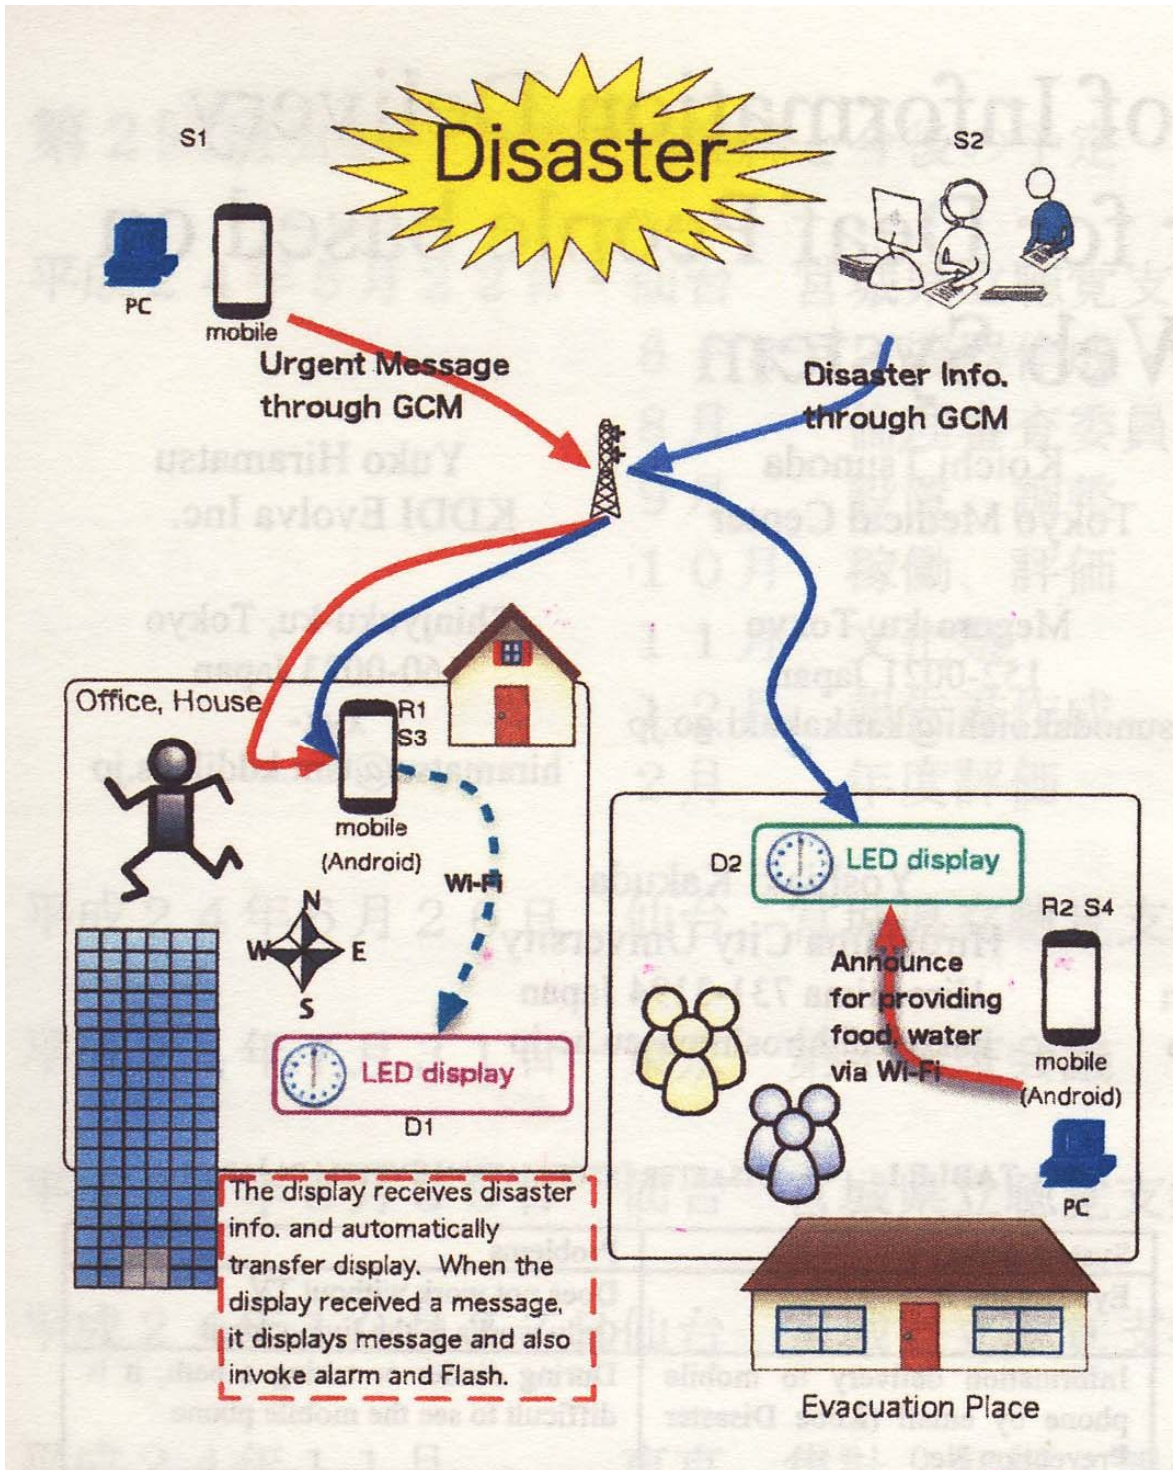 Disaster
S1
S2
PC
mobile
Urgent Message
through GCM
Disaster Info.
through GCM
Office, House
R1
S3
mobile
(Android)
Wi-Fi
N
W
E
S
LED display
D1
D2
LED display
R2 S4
Announce
for providing
food, water
via Wi-Fi
mobile
(Android)
PC
The display receives disaster
info. and automatically
transfer display. When the
display received a message,
it displays message and also
invoke alarm and Flash.
Evacuation Place